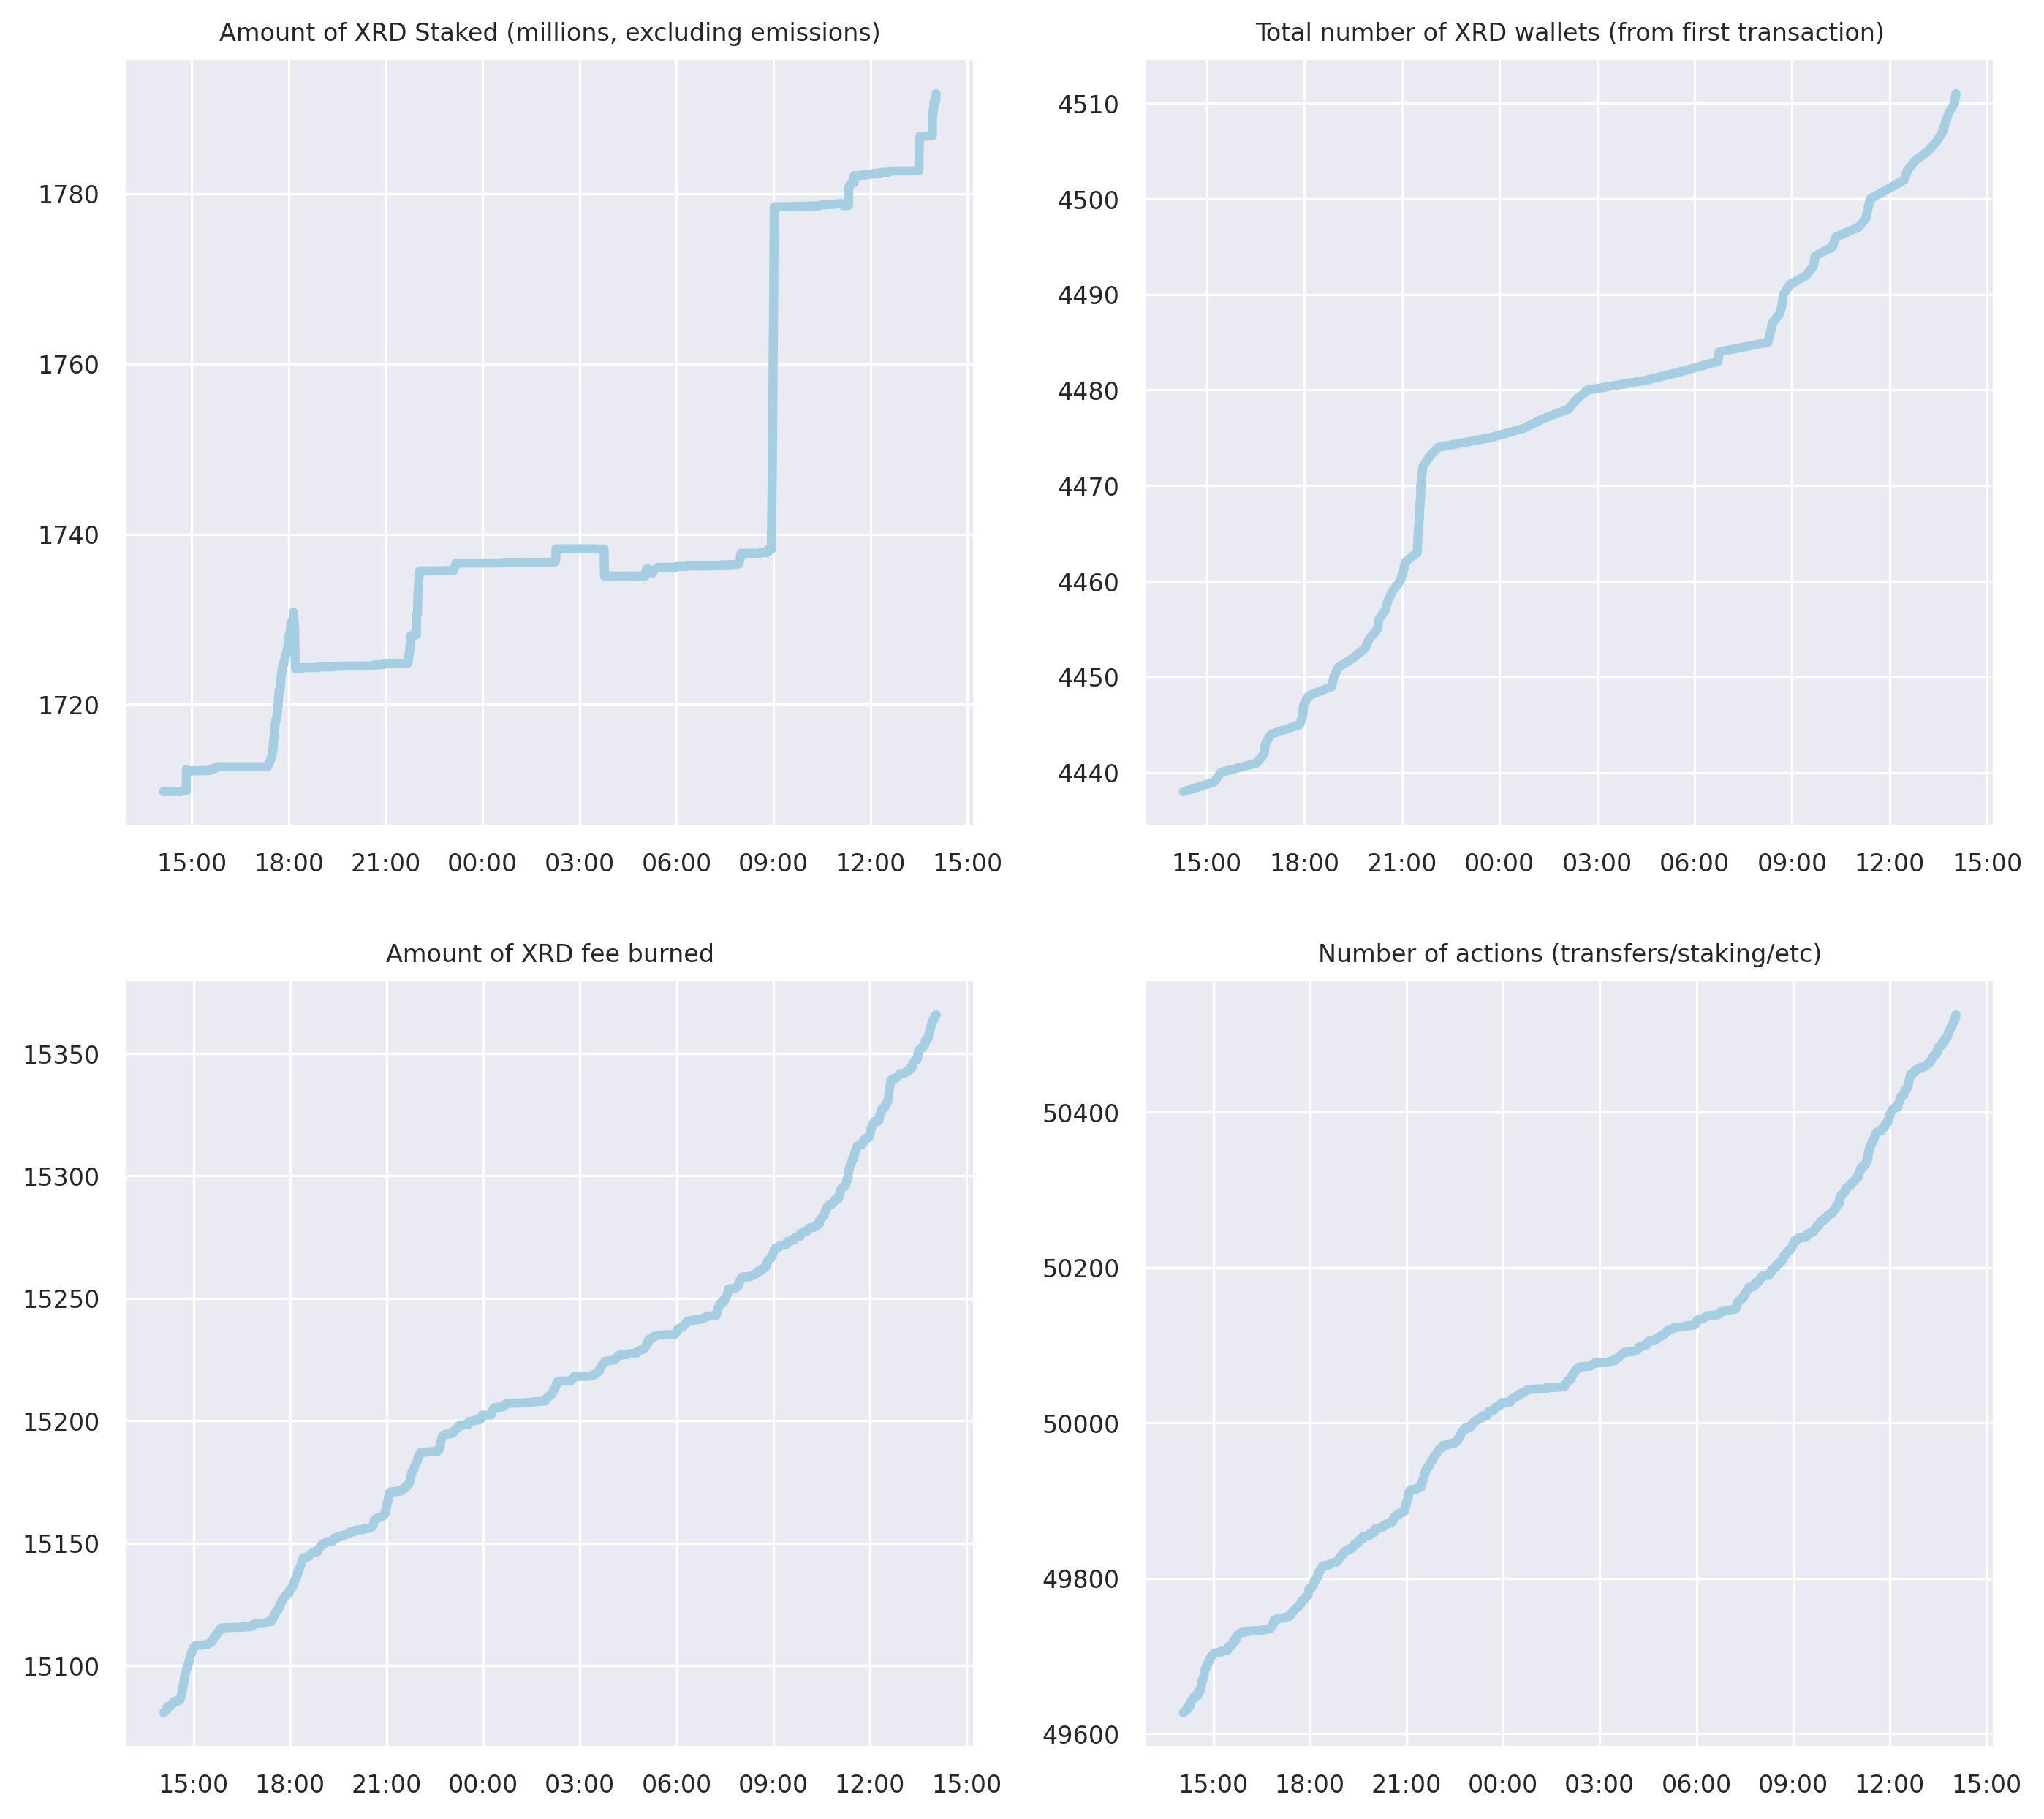 Amount of XRD Staked (millions, excluding emissions)
1780
1760
1740
1720
15:00 18:00 21:00 00:00 03:00 06:00 09:00 12:00 15:00
Total number of XRD wallets (from first transaction)
4510
4500
4490
4480
4470
4460
4450
4440
15:00 18:00 21:00 00:00 03:00 06:00 09:00 12:00 15:00
Amount of XRD fee burned
15350
15300
15250
15200
15150
15100
15:00 18:00 21:00 00:00 03:00 06:00 09:00 12:00 15:00
Number of actions (transfers/staking/etc)
50400
50200
50000
49800
49600
15:00 18:00 21:00 00:00 03:00 06:00 09:00 12:00 15:00